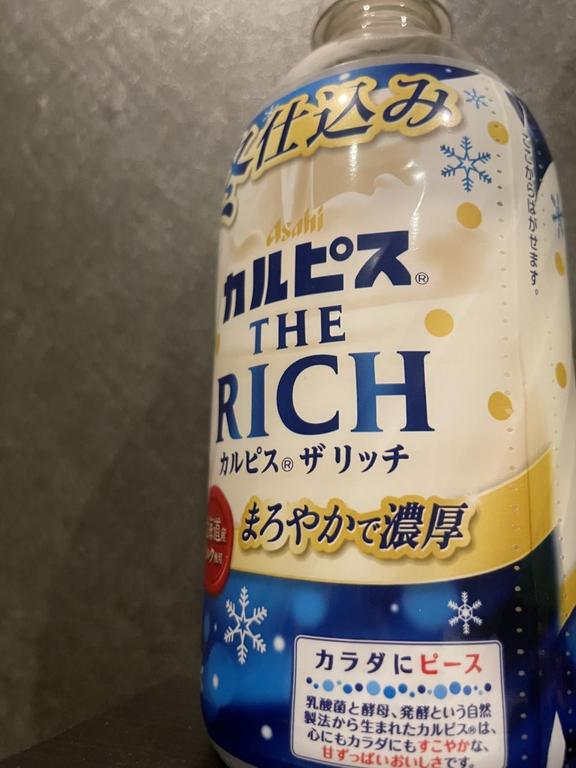 仕込み
ここからはがせます。
Asahi
カルピス®
THE
RICH
カルピス® ザ リッチ
まろやかで濃厚
道産
使用
カラダにピース
乳酸菌と酵母、発酵という自然
製法から生まれたカルピス®は、
心にもカラダにもすこやかな、
甘ずっぱいおいしさです。